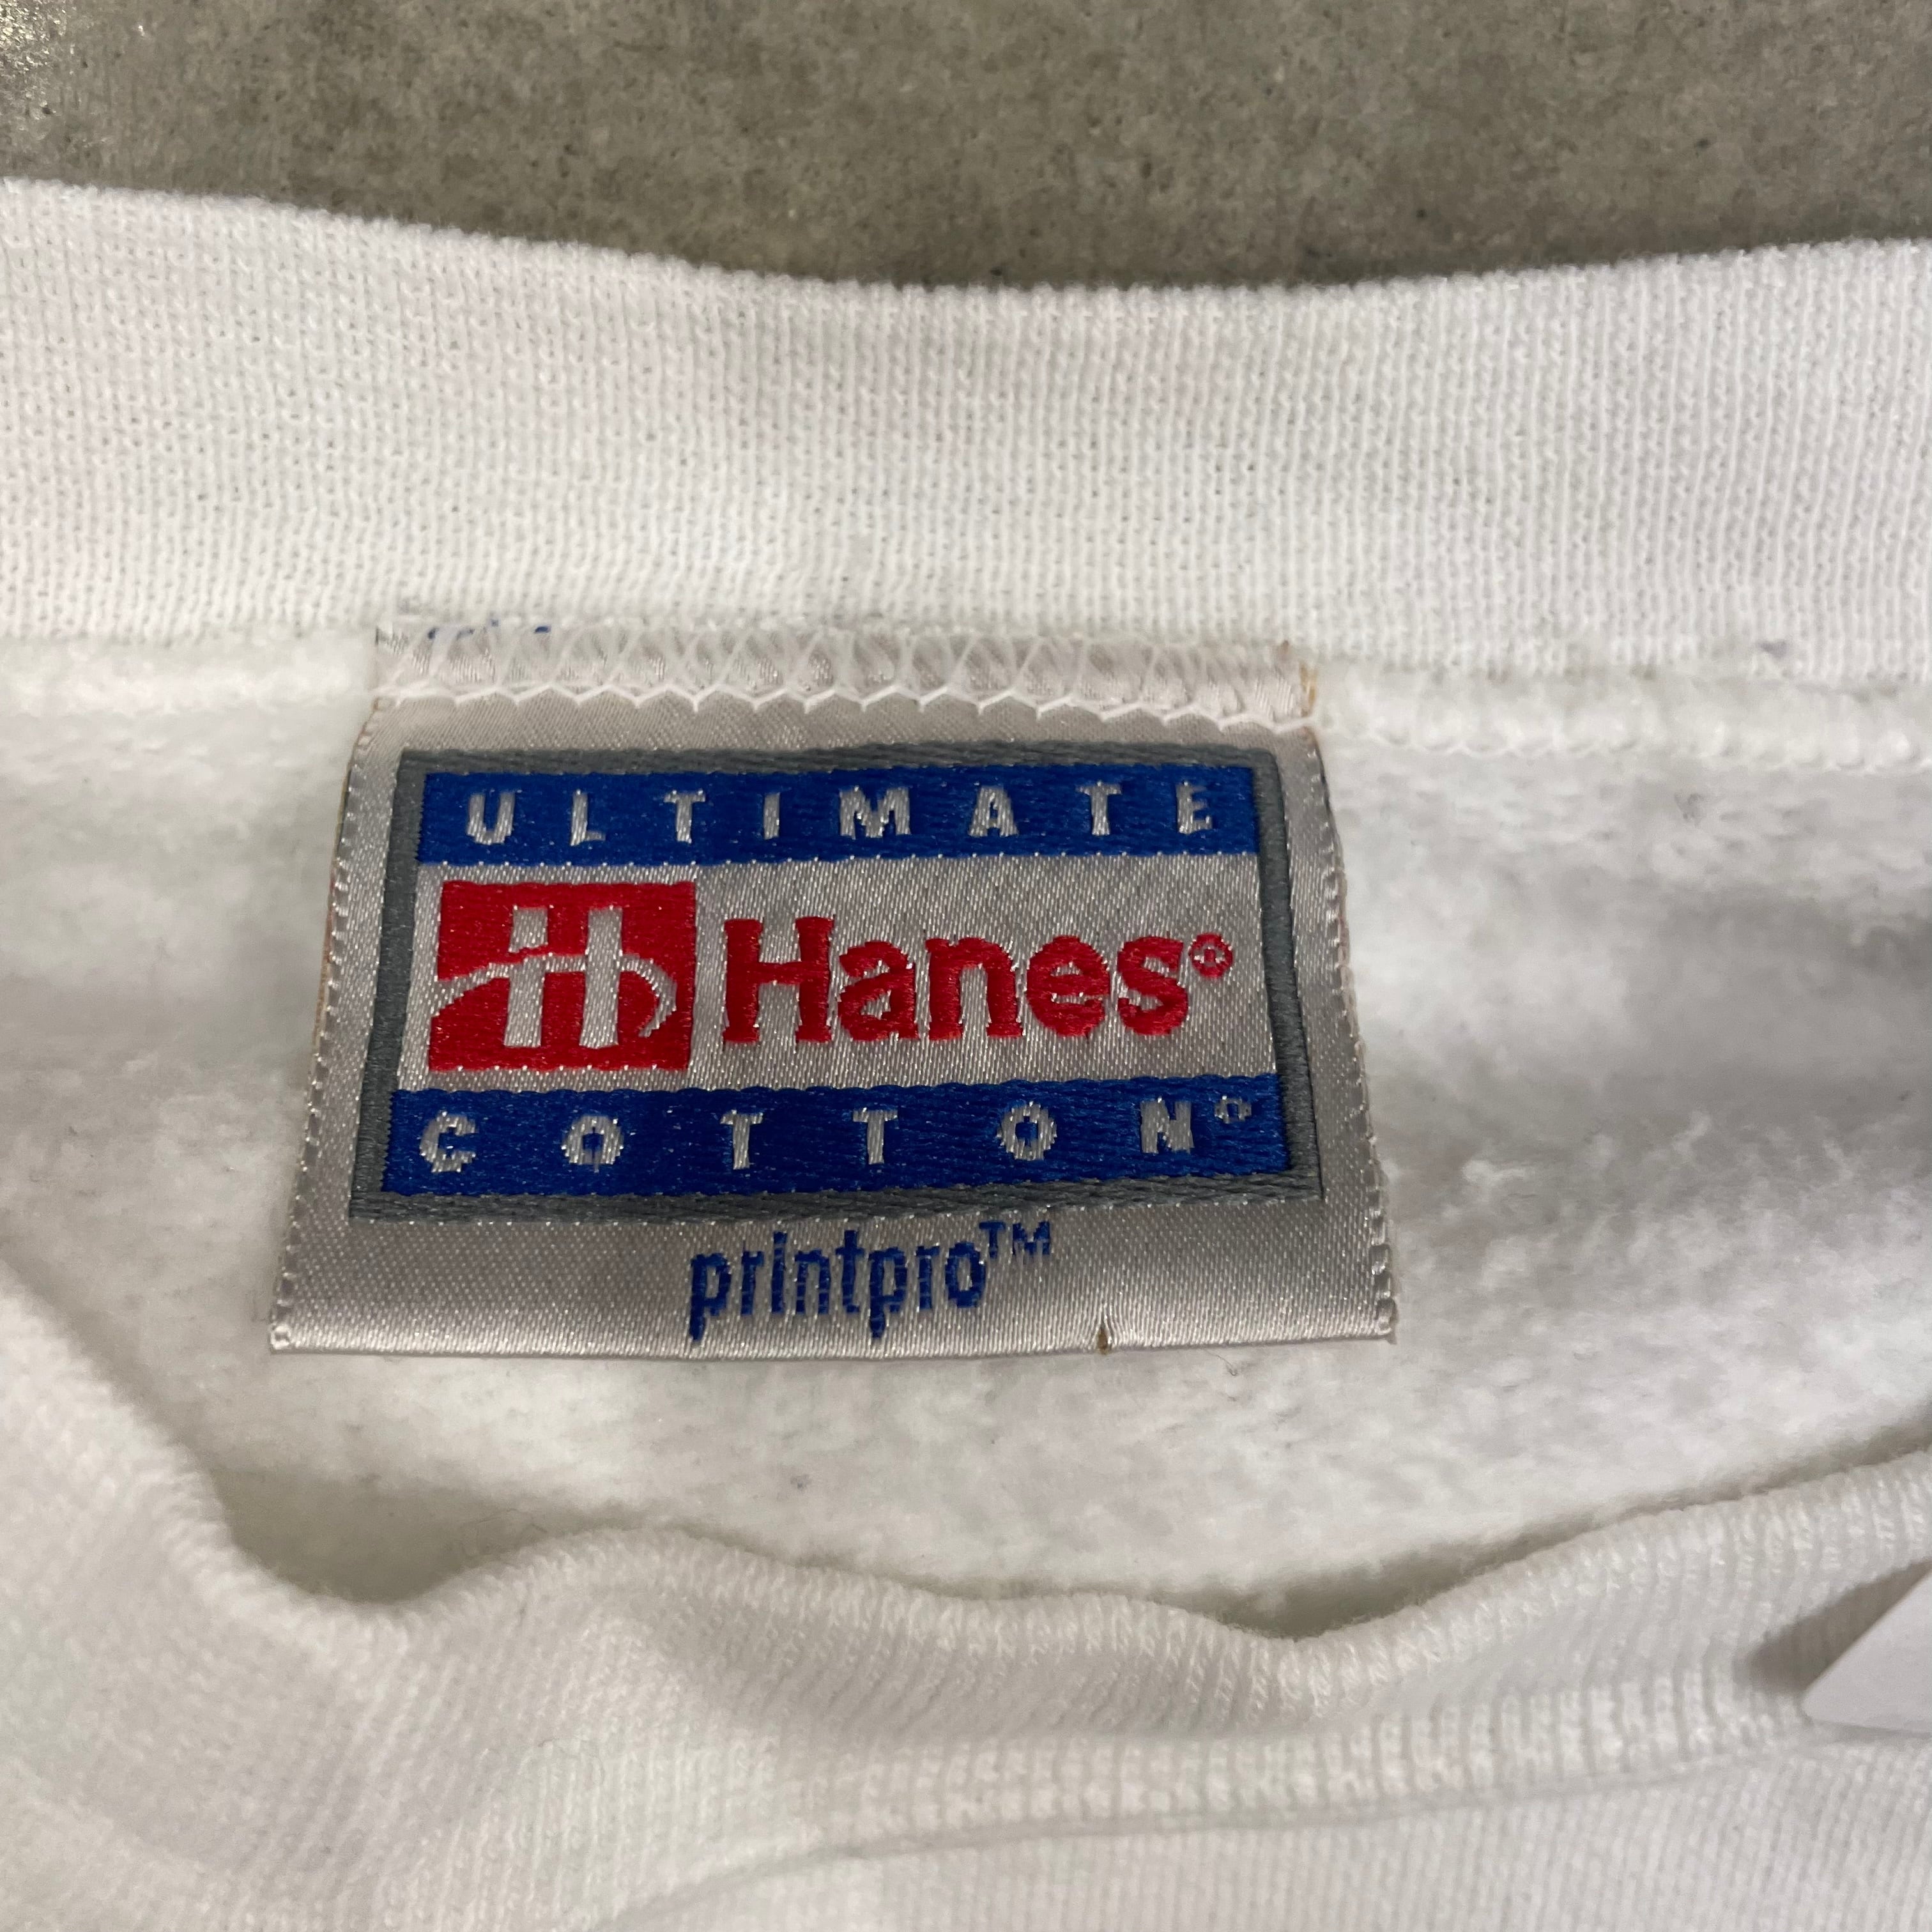 ULTIMATE
H Hanes®
COTTON®
printpro™